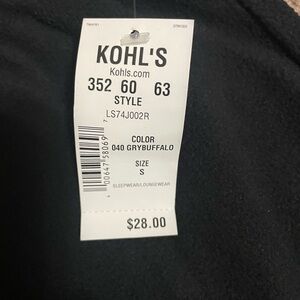 KOHL'S
Kohls.com
352 60 63
STYLE
LS74J002R
COLOR
040 GRYBUFFALO
SIZE
S
SLEEPWEAR/LOUNGEWEAR
$28.00